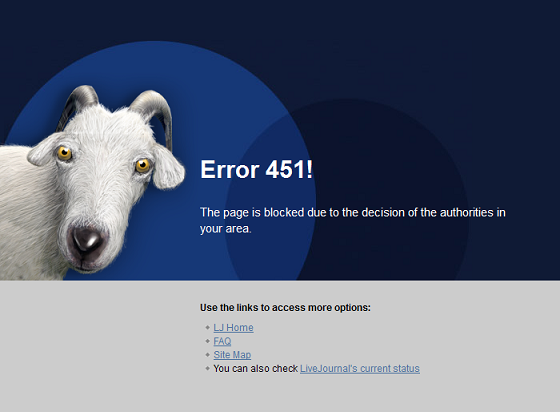 Error 451!
The page is blocked due to the decision of the authorities in
your area.
Use the links to access more options:
LJ Home
FAQ
Site Map
You can also check LiveJournal's current status